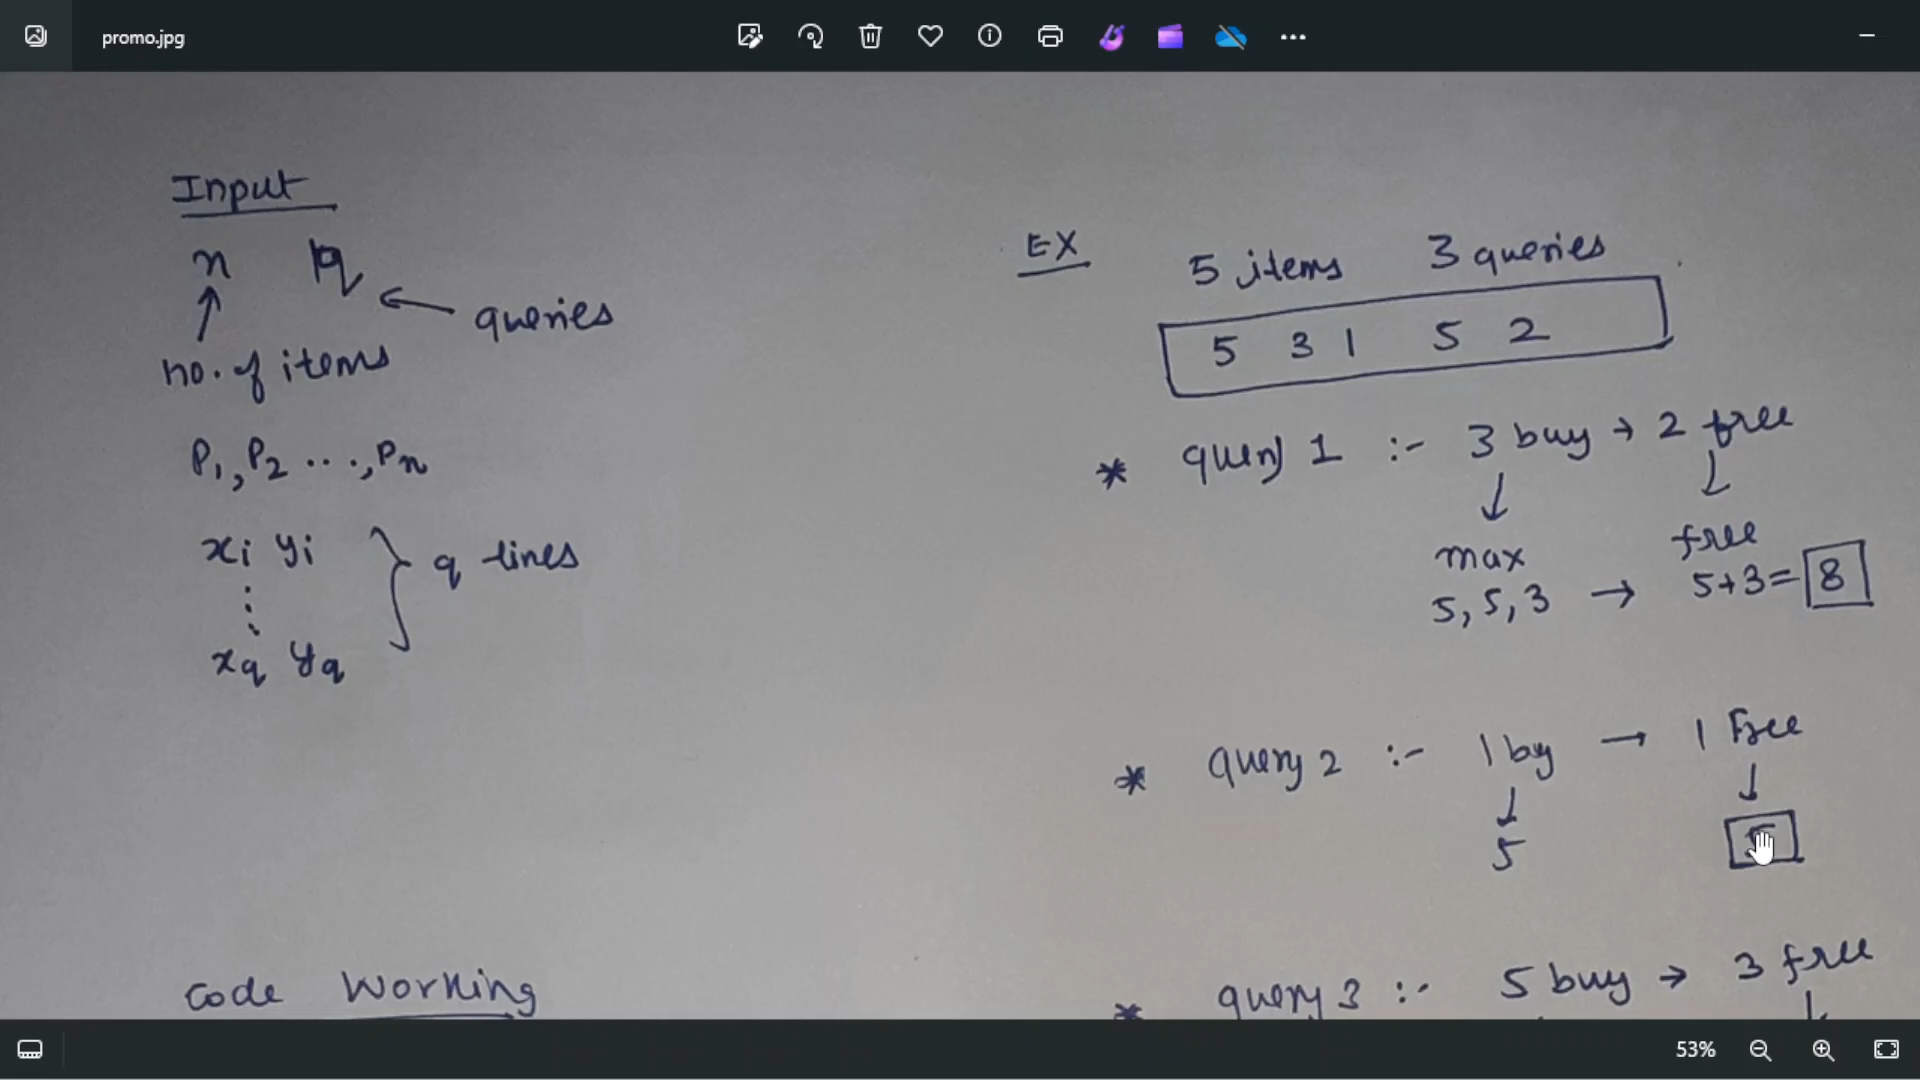 promo.jpg
Input
n q
queries
no. of items
P1, P2 ..., Pn
xi yi
q lines
xq yq
Code Working
EX
5 items 3 queries
5 3 1 5 2
* query 1 :- 3 buy → 2 free
max
5, 5, 3 →
free
5+3= 8
* query 2 :- 1 by → 1 Free
5
* query 3 :- 5 buy → 3 free
53%